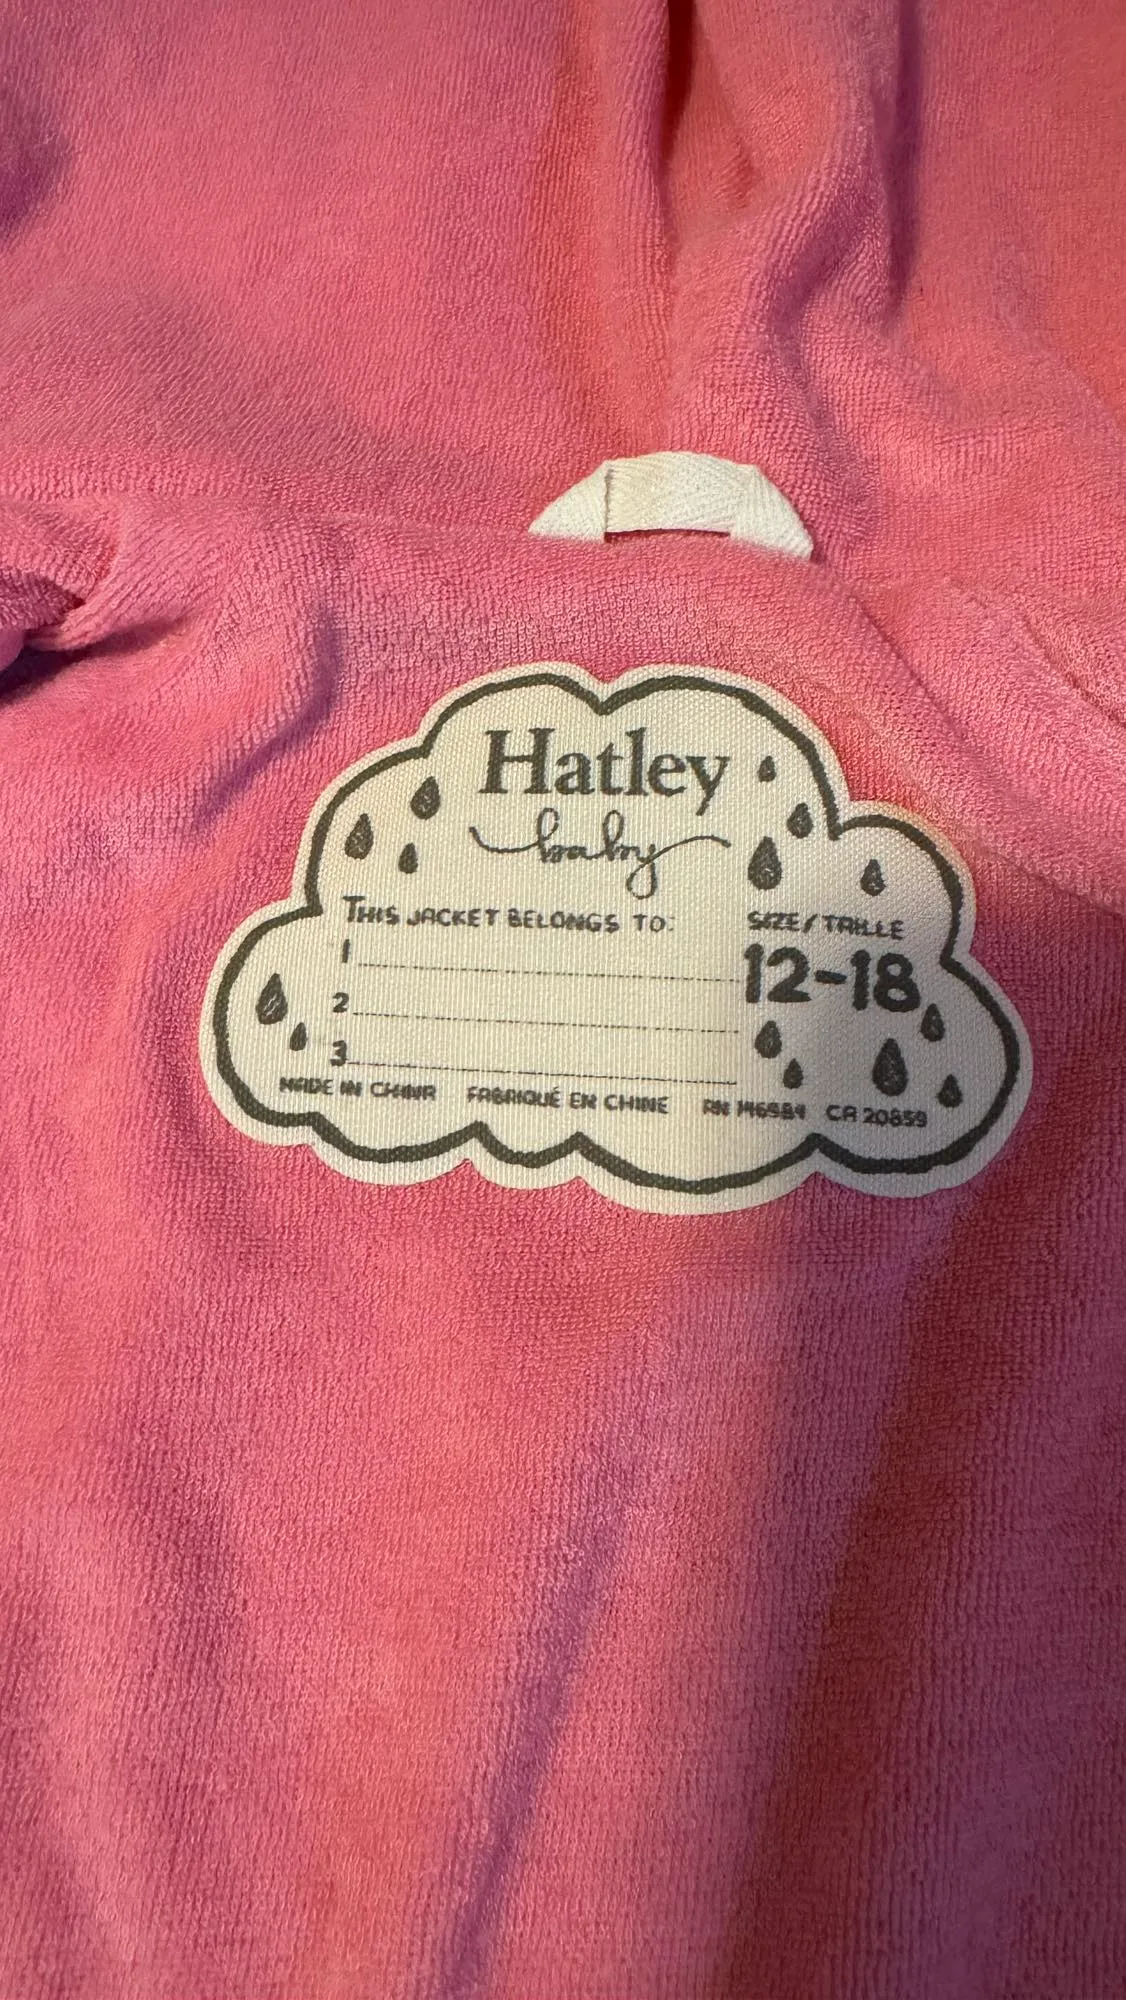 Hatley
baby
THIS JACKET BELONGS TO:
SIZE / TAILLE
12-18
1
2
3
MADE IN CHINA FABRIQUÉ EN CHINE RN 146984 CA 20859